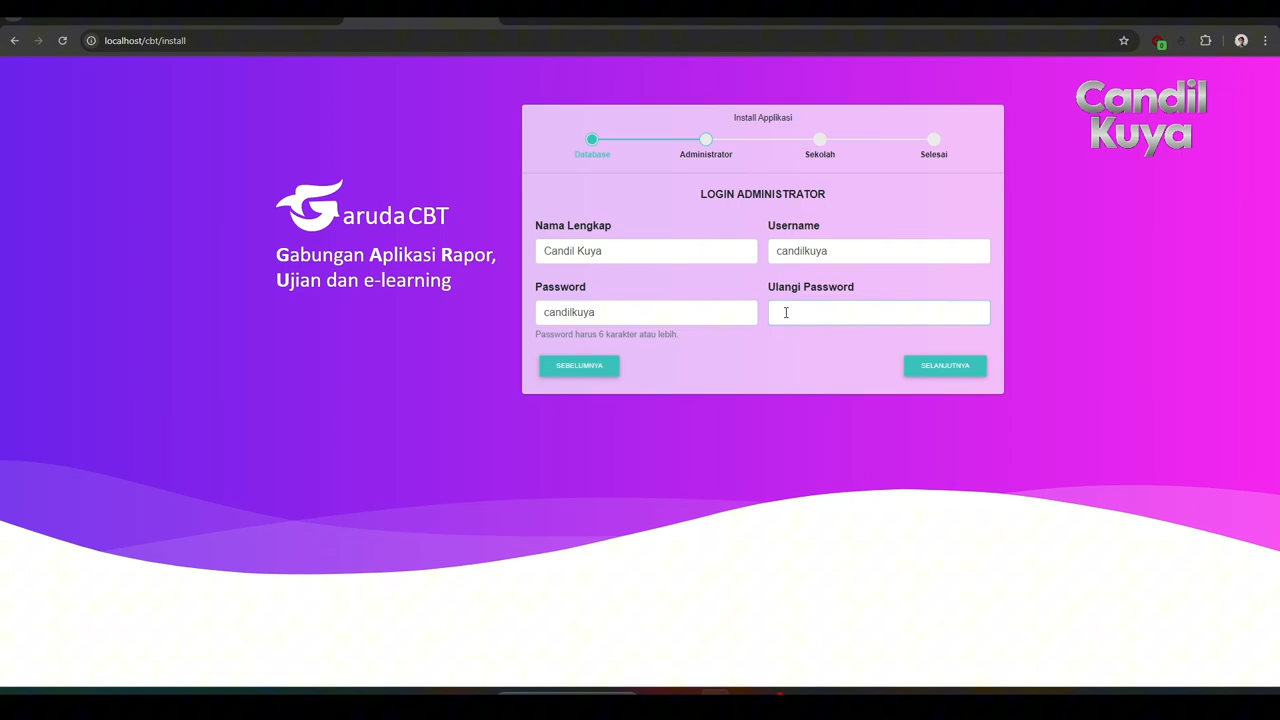 localhost/cbt/install
0
Candil
Kuya
Install Applikasi
Database
Administrator
Sekolah
Selesai
LOGIN ADMINISTRATOR
Garuda CBT
Gabungan Aplikasi Rapor,
Ujian dan e-learning
Nama Lengkap
Username
Candil Kuya
candilkuya
Password
Ulangi Password
candilkuya
Password harus 6 karakter atau lebih.
SEBELUMNYA
SELANJUTNYA